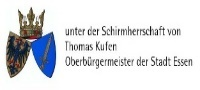 unter der Schirmherrschaft von
Thomas Kufen
Oberbürgermeister der Stadt Essen